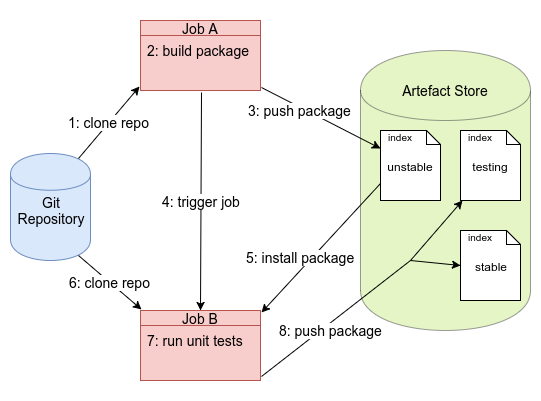 Job A
2: build package
1: clone repo
3: push package
Artefact Store
index
unstable
index
testing
Git
Repository
4: trigger job
5: install package
index
stable
6: clone repo
Job B
7: run unit tests
8: push package